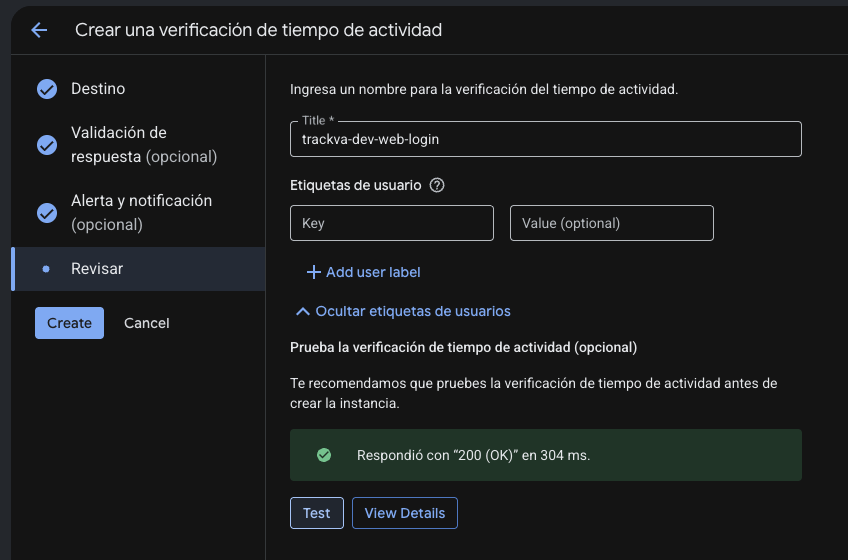 Crear una verificación de tiempo de actividad
Destino
Validación de
respuesta (opcional)
Alerta y notificación
(opcional)
Revisar
Create
Cancel
Ingresa un nombre para la verificación del tiempo de actividad.
Title *
trackva-dev-web-login
Etiquetas de usuario
Key
Value (optional)
Add user label
Ocultar etiquetas de usuarios
Prueba la verificación de tiempo de actividad (opcional)
Te recomendamos que pruebes la verificación de tiempo de actividad antes de
crear la instancia.
Respondió con “200 (OK)” en 304 ms.
Test
View Details